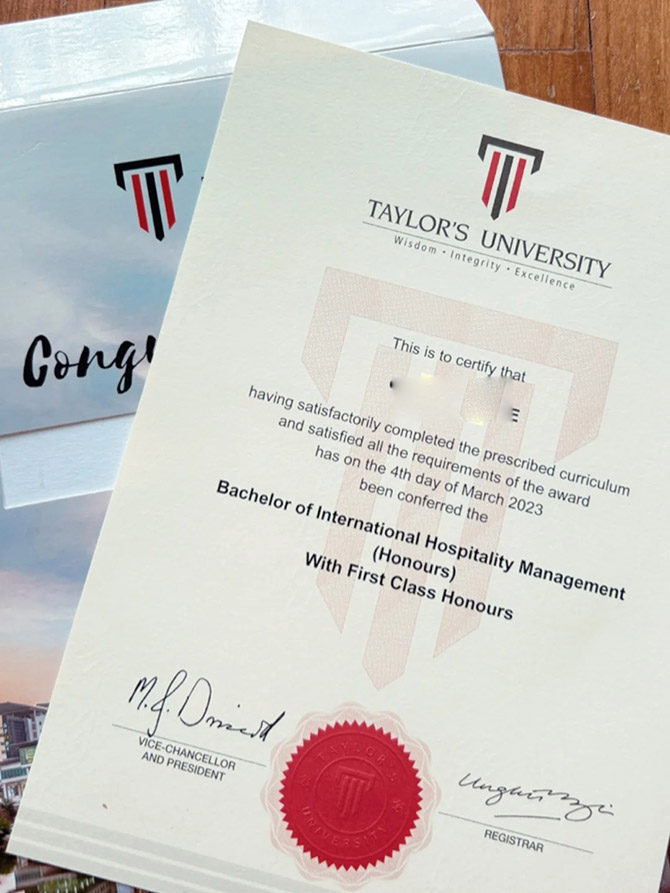 Cong
TAYLOR'S UNIVERSITY
Wisdom • Integrity • Excellence
This is to certify that
having satisfactorily completed the prescribed curriculum
and satisfied all the requirements of the award
has on the 4th day of March 2023
been conferred the
Bachelor of International Hospitality Management
(Honours)
With First Class Honours
VICE-CHANCELLOR
AND PRESIDENT
TAYLOR'S
UNIVERSITY
REGISTRAR